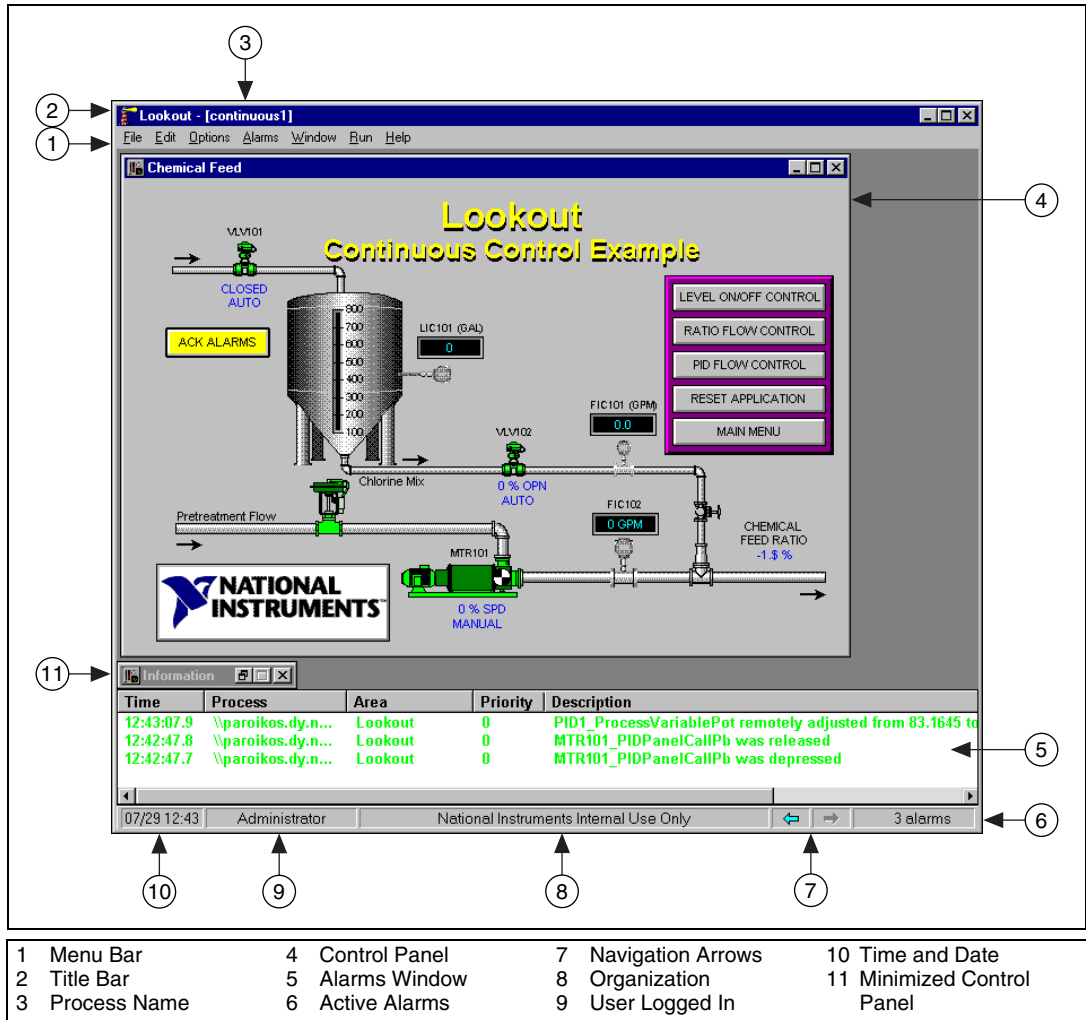 3
2
Lookout - [continuous1]
1
File Edit Options Alarms Window Run Help
Chemical Feed
4
Lookout
Continuous Control Example
VLV101
CLOSED
AUTO
ACK ALARMS
800
700
600
500
400
300
200
100
LIC101 (GAL)
0
LEVEL ON/OFF CONTROL
RATIO FLOW CONTROL
PID FLOW CONTROL
RESET APPLICATION
MAIN MENU
FIC101 (GPM)
0.0
VLV102
0 % OPN
AUTO
Chlorine Mix
Pretreatment Flow
FIC102
0 GPM
CHEMICAL
FEED RATIO
-1.$ %
MTR101
0 % SPD
MANUAL
NATIONAL
INSTRUMENTS™
11
Information
Time Process Area Priority Description
12:43:07.9 \\paroikos.dy.n... Lookout 0 PID1_ProcessVariablePot remotely adjusted from 83.1645 to
12:42:47.8 \\paroikos.dy.n... Lookout 0 MTR101_PIDPanelCallPb was released
12:42:47.7 \\paroikos.dy.n... Lookout 0 MTR101_PIDPanelCallPb was depressed
5
07/29 12:43 Administrator National Instruments Internal Use Only 3 alarms
6
10 9 8 7
1 Menu Bar 4 Control Panel 7 Navigation Arrows 10 Time and Date
2 Title Bar 5 Alarms Window 8 Organization 11 Minimized Control
3 Process Name 6 Active Alarms 9 User Logged In Panel